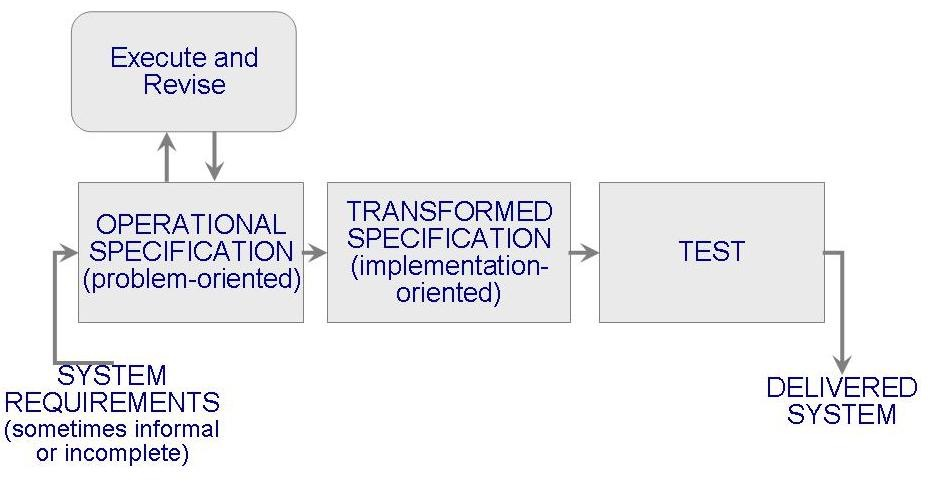 Execute and
Revise
OPERATIONAL
SPECIFICATION
(problem-oriented)
TRANSFORMED
SPECIFICATION
(implementation-
oriented)
TEST
SYSTEM
REQUIREMENTS
(sometimes informal
or incomplete)
DELIVERED
SYSTEM